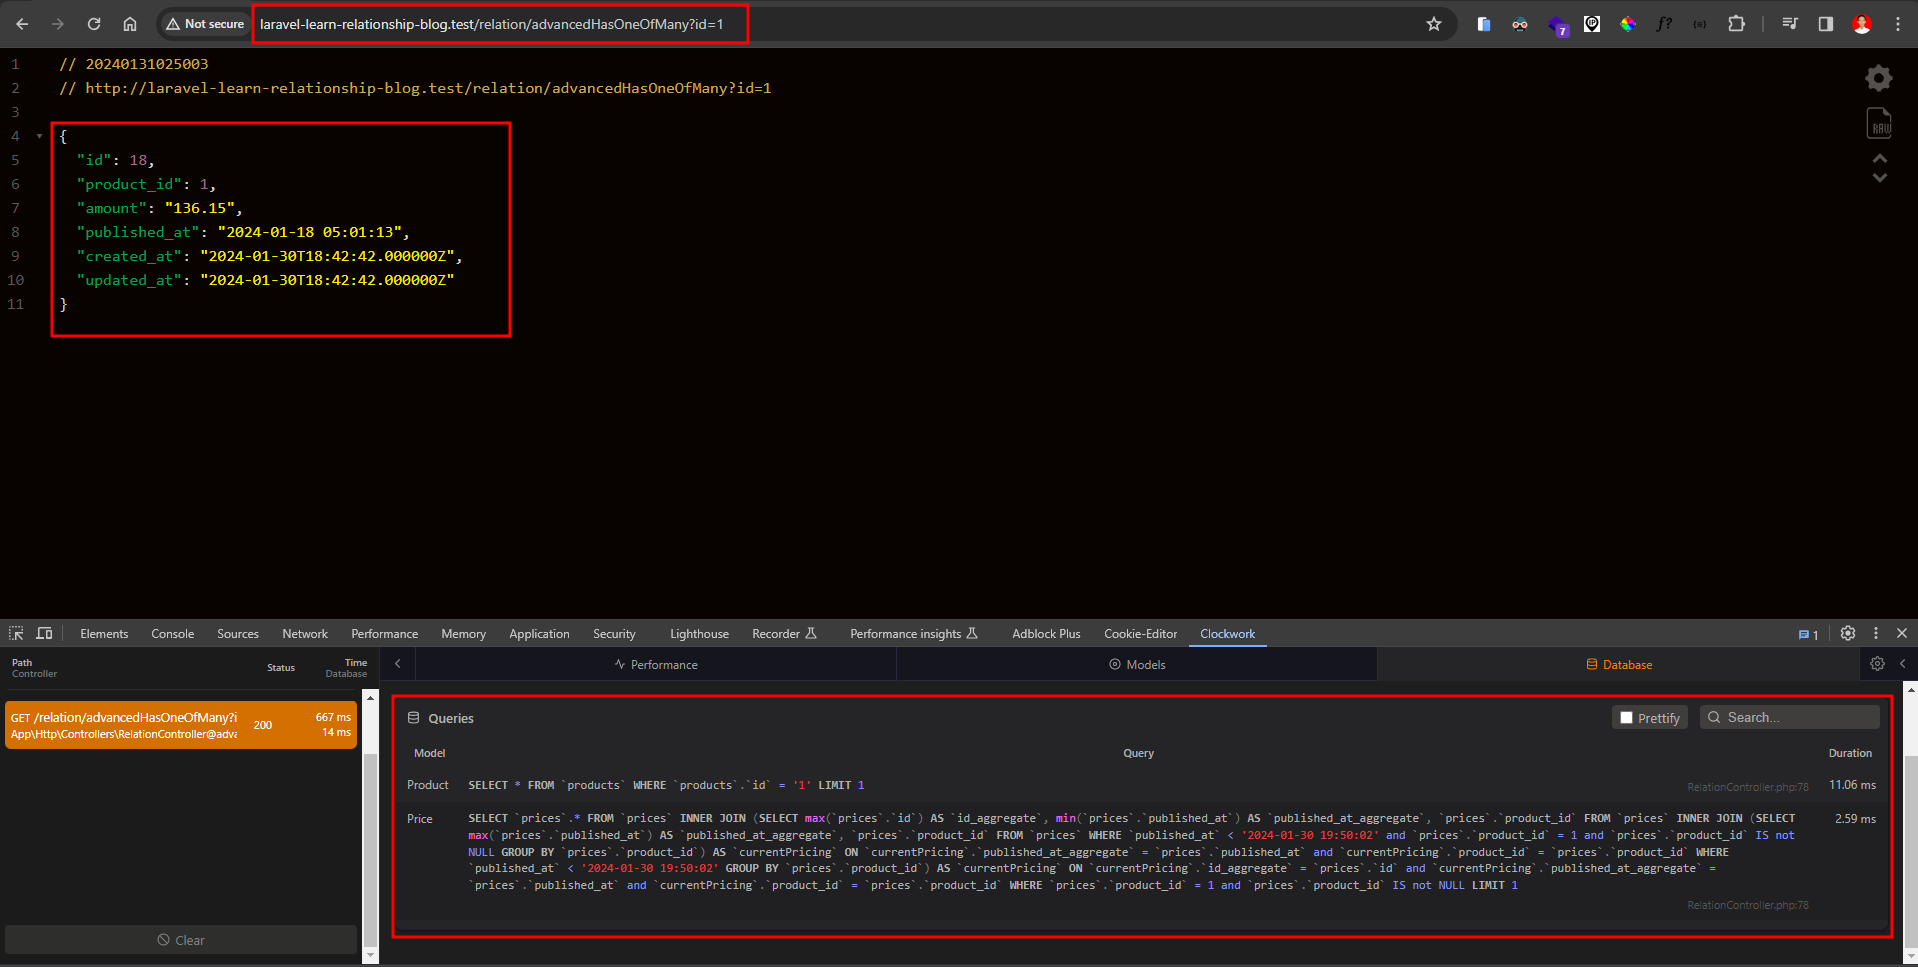 Not secure
laravel-learn-relationship-blog.test/relation/advancedHasOneOfMany?id=1
7
ƒ?
1 // 20240131025003
2 // http://laravel-learn-relationship-blog.test/relation/advancedHasOneOfMany?id=1
3
4 {
5 "id": 18,
6 "product_id": 1,
7 "amount": "136.15",
8 "published_at": "2024-01-18 05:01:13",
9 "created_at": "2024-01-30T18:42:42.000000Z",
10 "updated_at": "2024-01-30T18:42:42.000000Z"
11 }
RAW
Elements Console Sources Network Performance Memory Application Security Lighthouse Recorder Performance insights Adblock Plus Cookie-Editor Clockwork 1
Path Status Time
Controller Database
Performance Models Database
GET /relation/advancedHasOneOfMany?i 200 667 ms
App\Http\Controllers\RelationController@adva 14 ms
Clear
Queries Prettify Search...
Model Query Duration
Product SELECT * FROM `products` WHERE `products`.`id` = '1' LIMIT 1 RelationController.php:78 11.06 ms
Price SELECT `prices`.* FROM `prices` INNER JOIN (SELECT max(`prices`.`id`) AS `id_aggregate`, min(`prices`.`published_at`) AS `published_at_aggregate`, `prices`.`product_id` FROM `prices` INNER JOIN (SELECT 2.59 ms
max(`prices`.`published_at`) AS `published_at_aggregate`, `prices`.`product_id` FROM `prices` WHERE `published_at` < '2024-01-30 19:50:02' and `prices`.`product_id` = 1 and `prices`.`product_id` IS not
NULL GROUP BY `prices`.`product_id`) AS `currentPricing` ON `currentPricing`.`published_at_aggregate` = `prices`.`published_at` and `currentPricing`.`product_id` = `prices`.`product_id` WHERE
`published_at` < '2024-01-30 19:50:02' GROUP BY `prices`.`product_id`) AS `currentPricing` ON `currentPricing`.`id_aggregate` = `prices`.`id` and `currentPricing`.`published_at_aggregate` =
`prices`.`published_at` and `currentPricing`.`product_id` = `prices`.`product_id` WHERE `prices`.`product_id` = 1 and `prices`.`product_id` IS not NULL LIMIT 1
RelationController.php:78